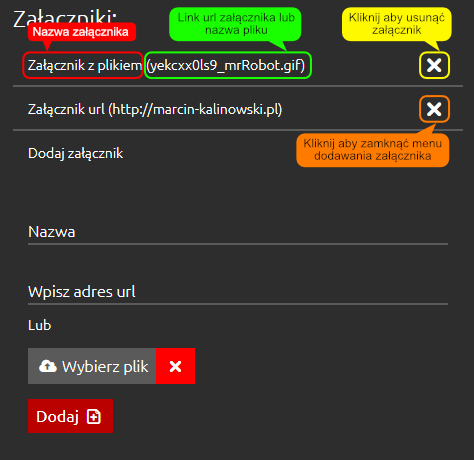 Załączniki:
Nazwa załącznika
Link url załącznika lub
nazwa pliku
Kliknij aby usunąć
załącznik
Załącznik z plikiem (yekcxx0ls9_mrRobot.gif)
Załącznik url (http://marcin-kalinowski.pl)
Kliknij aby zamknąć menu
dodawania załącznika
Dodaj załącznik
Nazwa
Wpisz adres url
Lub
Wybierz plik
Dodaj